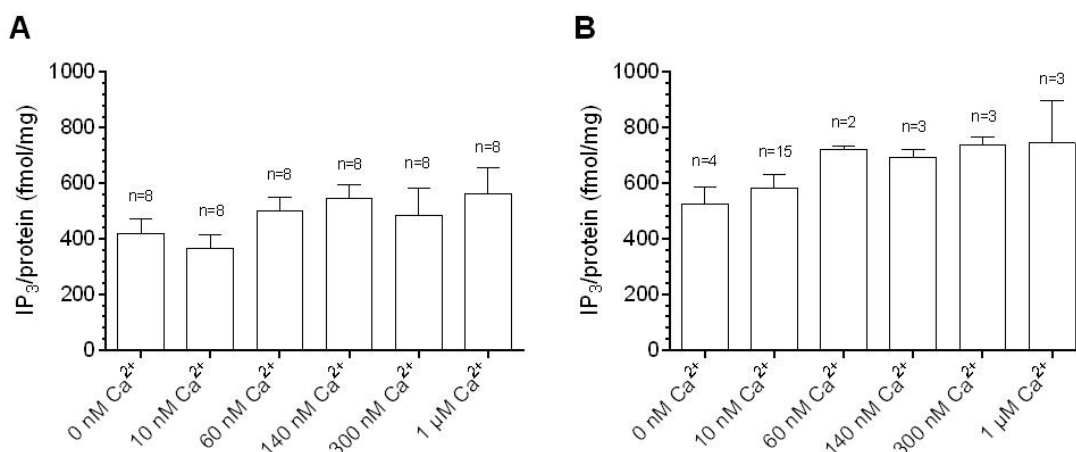 A
IP₃/protein (fmol/mg)
1000
800
600
400
200
0
n=8
n=8
n=8
n=8
n=8
n=8
0 nM Ca²⁺
10 nM Ca²⁺
60 nM Ca²⁺
140 nM Ca²⁺
300 nM Ca²⁺
1 µM Ca²⁺
B
IP₃/protein (fmol/mg)
1000
800
600
400
200
0
n=4
n=15
n=2
n=3
n=3
n=3
0 nM Ca²⁺
10 nM Ca²⁺
60 nM Ca²⁺
140 nM Ca²⁺
300 nM Ca²⁺
1 µM Ca²⁺